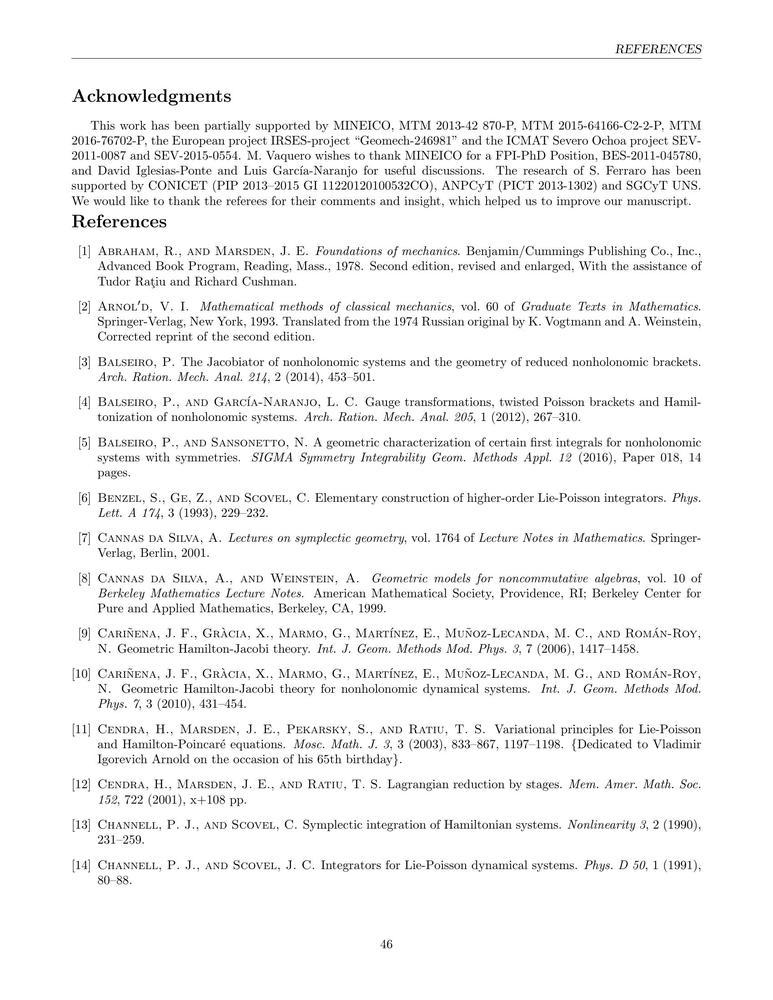 REFERENCES
Acknowledgments
This work has been partially supported by MINEICO, MTM 2013-42 870-P, MTM 2015-64166-C2-2-P, MTM
2016-76702-P, the European project IRSES-project “Geomech-246981” and the ICMAT Severo Ochoa project SEV-
2011-0087 and SEV-2015-0554. M. Vaquero wishes to thank MINEICO for a FPI-PhD Position, BES-2011-045780,
and David Iglesias-Ponte and Luis García-Naranjo for useful discussions. The research of S. Ferraro has been
supported by CONICET (PIP 2013–2015 GI 11220120100532CO), ANPCyT (PICT 2013-1302) and SGCyT UNS.
We would like to thank the referees for their comments and insight, which helped us to improve our manuscript.
References
[1] Abraham, R., and Marsden, J. E. Foundations of mechanics. Benjamin/Cummings Publishing Co., Inc.,
Advanced Book Program, Reading, Mass., 1978. Second edition, revised and enlarged, With the assistance of
Tudor Raţiu and Richard Cushman.
[2] Arnol′d, V. I. Mathematical methods of classical mechanics, vol. 60 of Graduate Texts in Mathematics.
Springer-Verlag, New York, 1993. Translated from the 1974 Russian original by K. Vogtmann and A. Weinstein,
Corrected reprint of the second edition.
[3] Balseiro, P. The Jacobiator of nonholonomic systems and the geometry of reduced nonholonomic brackets.
Arch. Ration. Mech. Anal. 214, 2 (2014), 453–501.
[4] Balseiro, P., and García-Naranjo, L. C. Gauge transformations, twisted Poisson brackets and Hamil-
tonization of nonholonomic systems. Arch. Ration. Mech. Anal. 205, 1 (2012), 267–310.
[5] Balseiro, P., and Sansonetto, N. A geometric characterization of certain first integrals for nonholonomic
systems with symmetries. SIGMA Symmetry Integrability Geom. Methods Appl. 12 (2016), Paper 018, 14
pages.
[6] Benzel, S., Ge, Z., and Scovel, C. Elementary construction of higher-order Lie-Poisson integrators. Phys.
Lett. A 174, 3 (1993), 229–232.
[7] Cannas da Silva, A. Lectures on symplectic geometry, vol. 1764 of Lecture Notes in Mathematics. Springer-
Verlag, Berlin, 2001.
[8] Cannas da Silva, A., and Weinstein, A. Geometric models for noncommutative algebras, vol. 10 of
Berkeley Mathematics Lecture Notes. American Mathematical Society, Providence, RI; Berkeley Center for
Pure and Applied Mathematics, Berkeley, CA, 1999.
[9] Cariñena, J. F., Gràcia, X., Marmo, G., Martínez, E., Muñoz-Lecanda, M. C., and Román-Roy,
N. Geometric Hamilton-Jacobi theory. Int. J. Geom. Methods Mod. Phys. 3, 7 (2006), 1417–1458.
[10] Cariñena, J. F., Gràcia, X., Marmo, G., Martínez, E., Muñoz-Lecanda, M. G., and Román-Roy,
N. Geometric Hamilton-Jacobi theory for nonholonomic dynamical systems. Int. J. Geom. Methods Mod.
Phys. 7, 3 (2010), 431–454.
[11] Cendra, H., Marsden, J. E., Pekarsky, S., and Ratiu, T. S. Variational principles for Lie-Poisson
and Hamilton-Poincaré equations. Mosc. Math. J. 3, 3 (2003), 833–867, 1197–1198. {Dedicated to Vladimir
Igorevich Arnold on the occasion of his 65th birthday}.
[12] Cendra, H., Marsden, J. E., and Ratiu, T. S. Lagrangian reduction by stages. Mem. Amer. Math. Soc.
152, 722 (2001), x+108 pp.
[13] Channell, P. J., and Scovel, C. Symplectic integration of Hamiltonian systems. Nonlinearity 3, 2 (1990),
231–259.
[14] Channell, P. J., and Scovel, J. C. Integrators for Lie-Poisson dynamical systems. Phys. D 50, 1 (1991),
80–88.
46